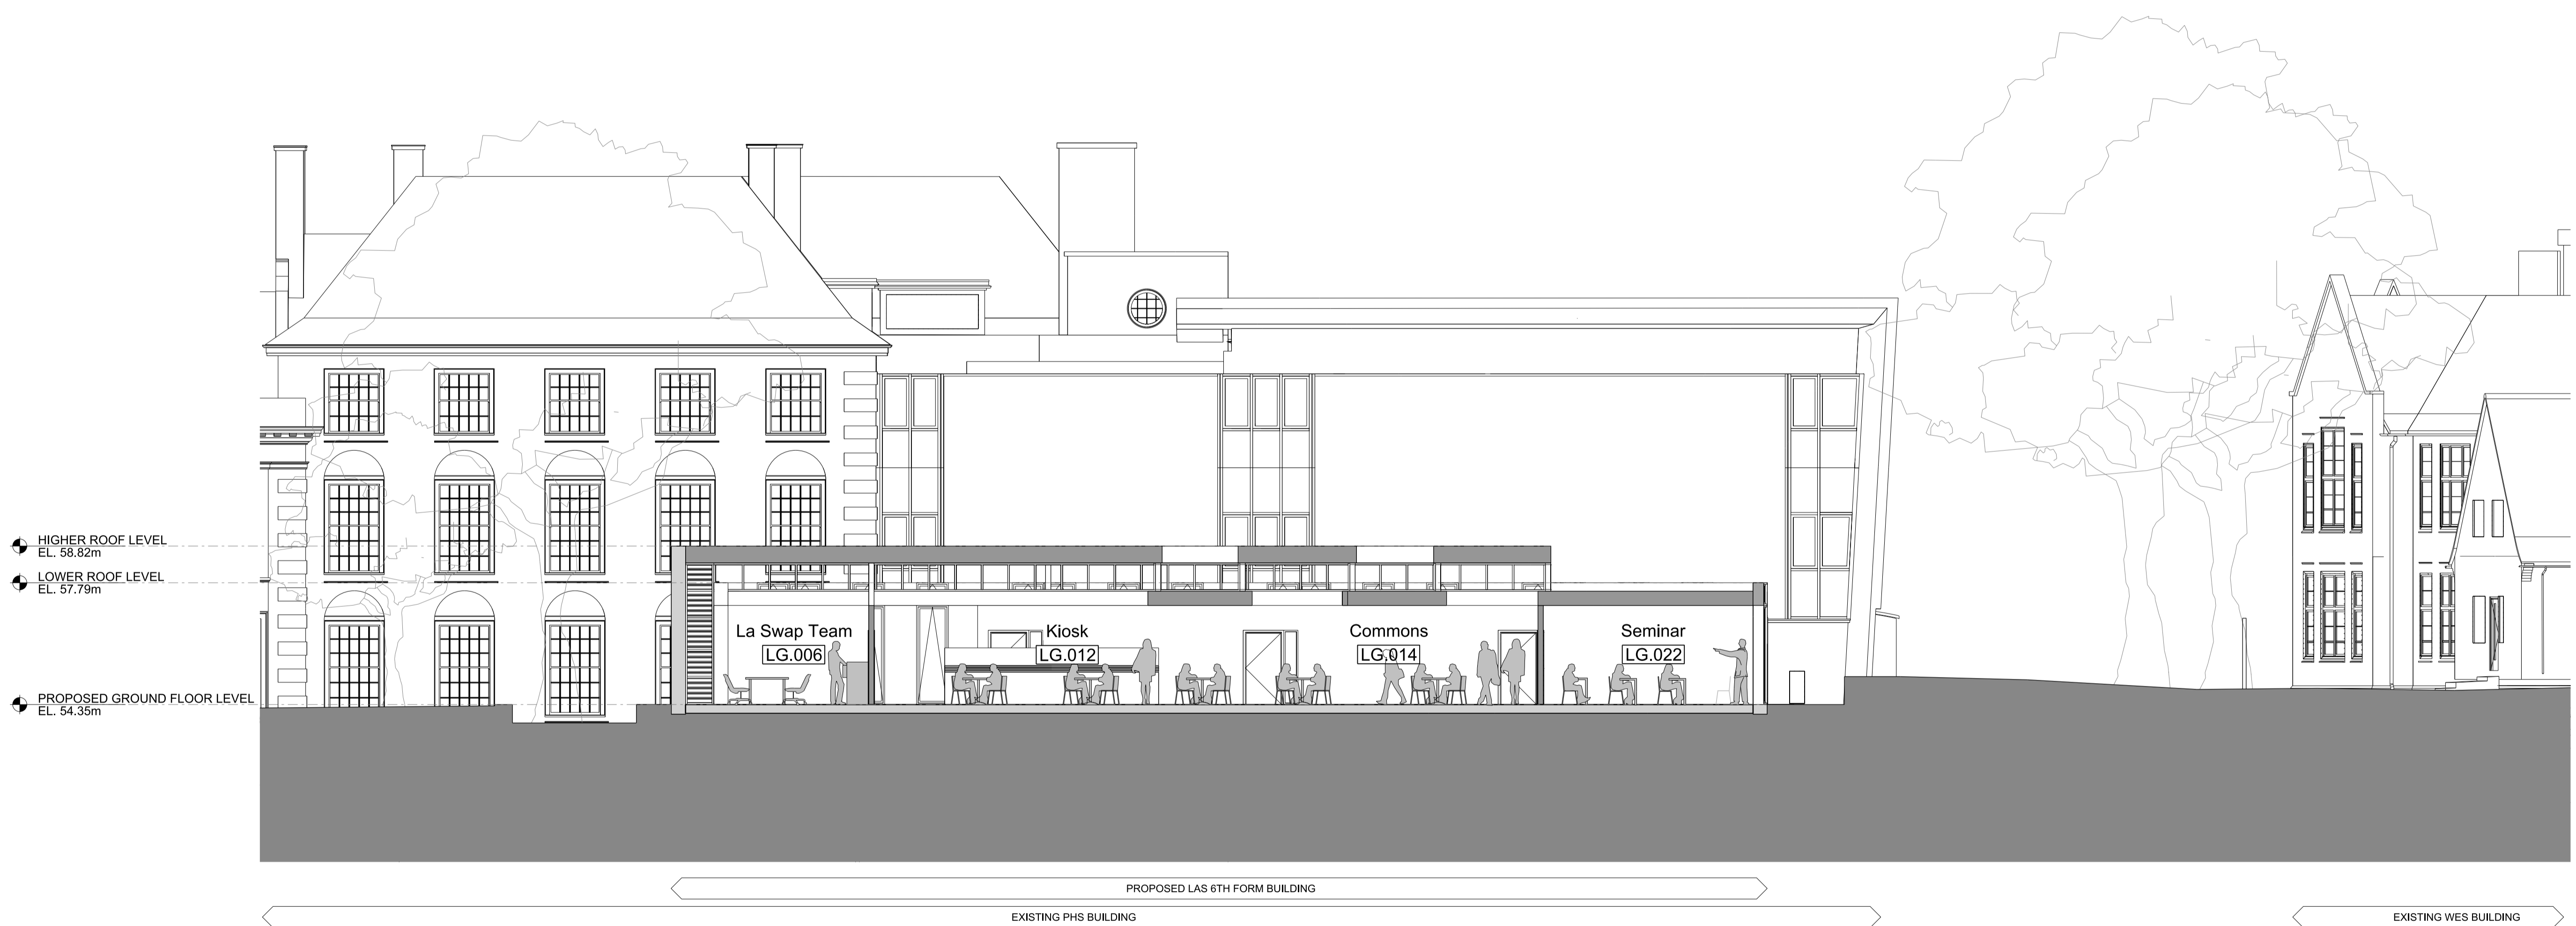 HIGHER ROOF LEVEL
EL. 58.82m
LOWER ROOF LEVEL
EL. 57.79m
La Swap Team
LG.006
Kiosk
LG.012
Commons
LG.014
Seminar
LG.022
PROPOSED GROUND FLOOR LEVEL
EL. 54.35m
PROPOSED LAS 6TH FORM BUILDING
EXISTING PHS BUILDING
EXISTING WES BUILDING